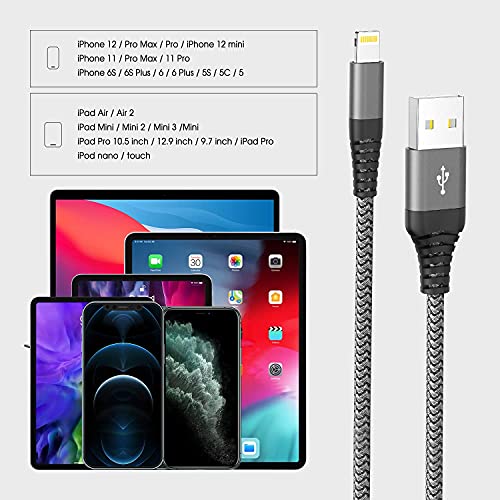 iPhone 12 / Pro Max / Pro / iPhone 12 mini
iPhone 11 / Pro Max / 11 Pro
iPhone 6S / 6S Plus / 6 / 6 Plus / 5S / 5C / 5
iPad Air / Air 2
iPad Mini / Mini 2 / Mini 3 /Mini
iPad Pro 10.5 inch / 12.9 inch / 9.7 inch / iPad Pro
iPod nano / touch
30